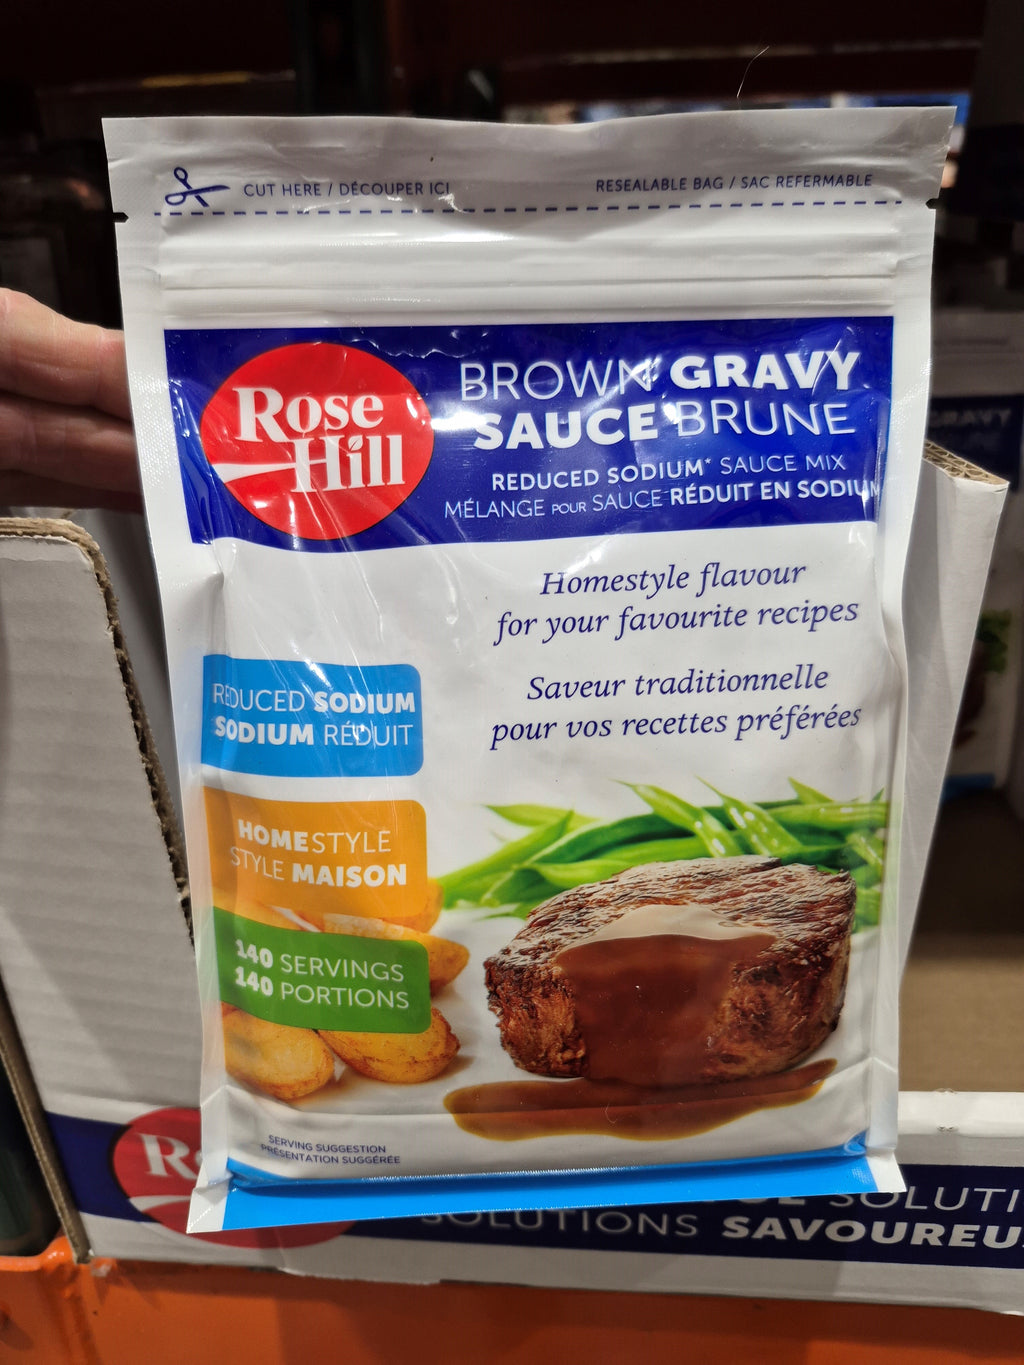 CUT HERE / DÉCOUPER ICI
RESEALABLE BAG / SAC REFERMABLE
Rose
Hill
BROWN GRAVY
SAUCE BRUNE
REDUCED SODIUM* SAUCE MIX
MÉLANGE POUR SAUCE RÉDUIT EN SODIUM
Homestyle flavour
for your favourite recipes
Saveur traditionnelle
pour vos recettes préférées
REDUCED SODIUM
SODIUM RÉDUIT
HOMESTYLE
STYLE MAISON
140 SERVINGS
140 PORTIONS
SERVING SUGGESTION
PRÉSENTATION SUGGÉRÉE
SOLUTI
SOLUTIONS SAVOUREU